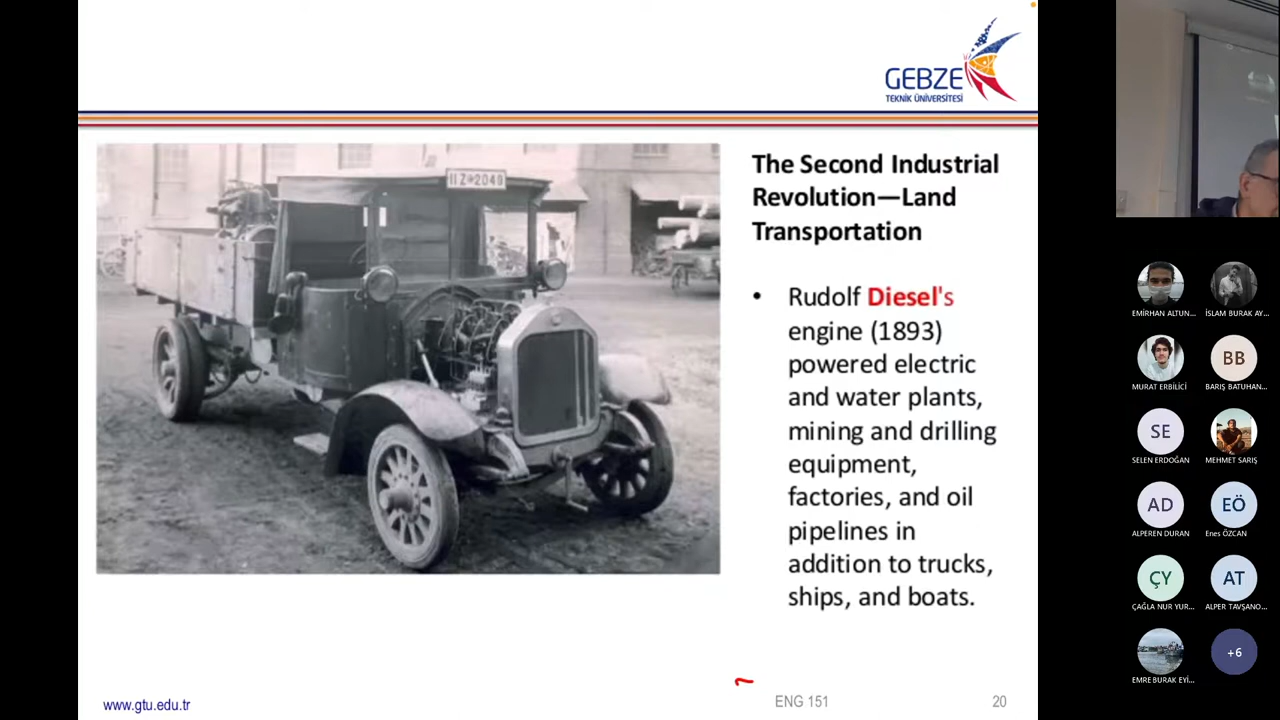 GEBZE
TEKNİK ÜNİVERSİTESİ
IIZ 2049
The Second Industrial
Revolution—Land
Transportation
• Rudolf Diesel's
engine (1893)
powered electric
and water plants,
mining and drilling
equipment,
factories, and oil
pipelines in
addition to trucks,
ships, and boats.
www.gtu.edu.tr
ENG 151
20
EMİRHAN ALTUN...
İSLAM BURAK AY...
MURAT ERBİLİCİ
BB
BARIŞ BATUHAN...
SE
SELEN ERDOĞAN
MEHMET SARIŞ
AD
ALPEREN DURAN
EÖ
Enes ÖZCAN
ÇY
ÇAĞLA NUR YUR...
AT
ALPER TAVŞANO...
EMRE BURAK EYİ...
+6